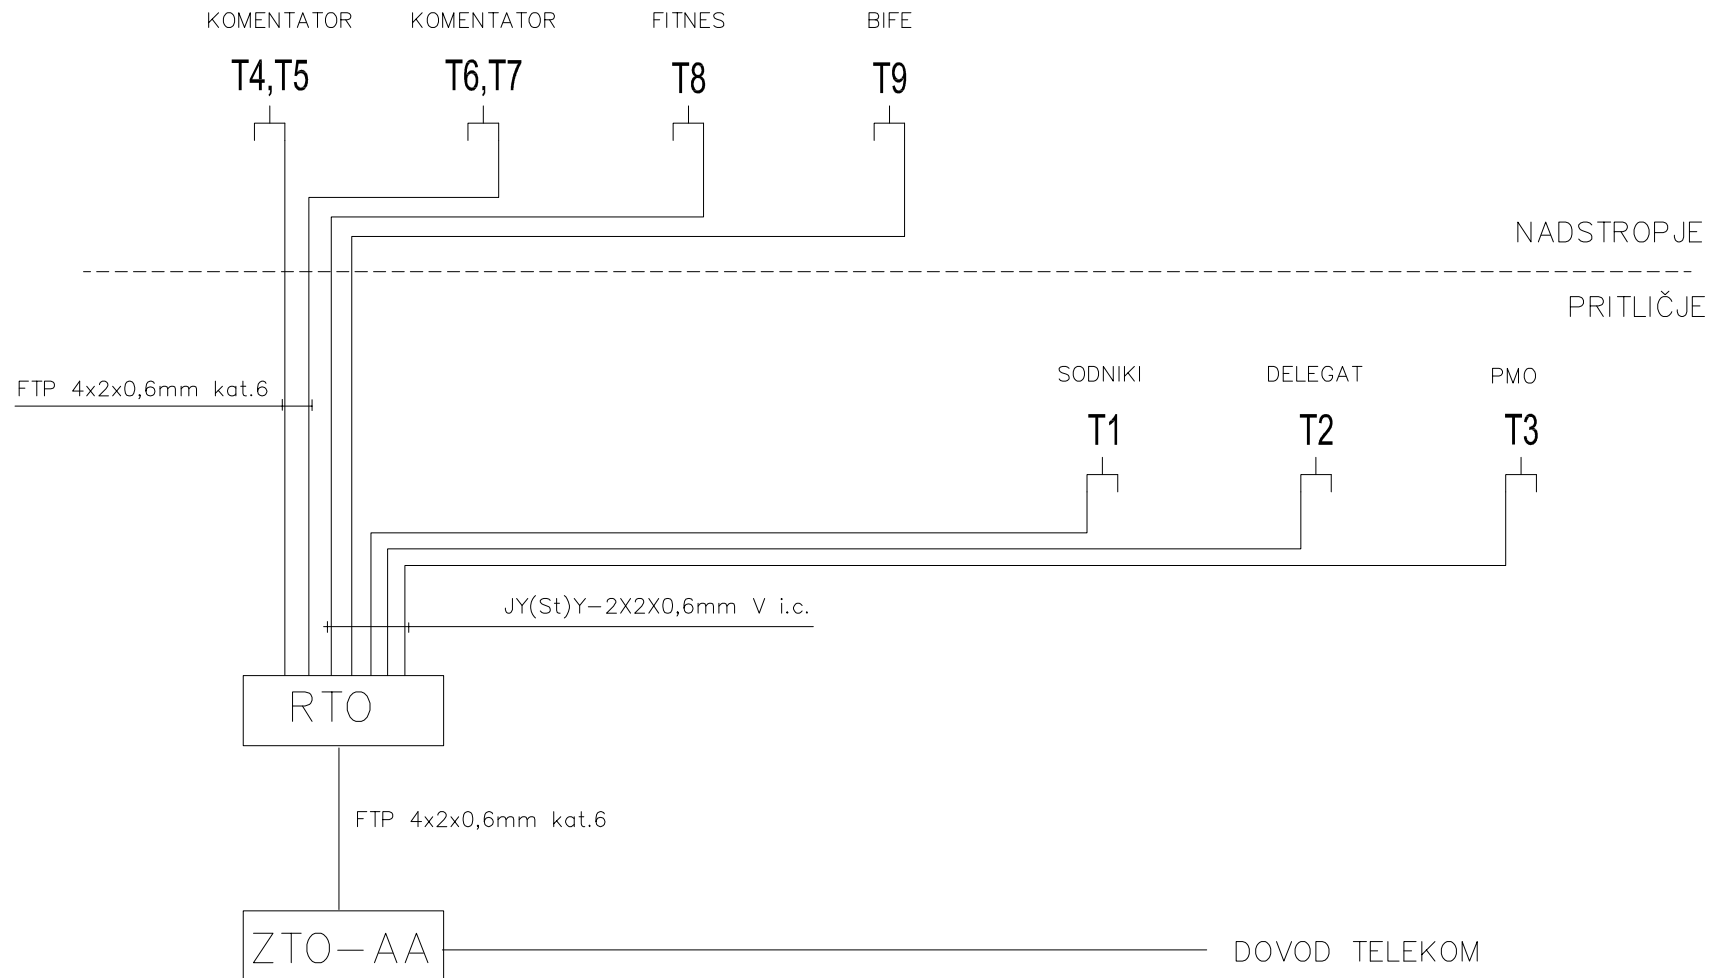 KOMENTATOR KOMENTATOR FITNES BIFE
T4,T5 T6,T7 T8 T9
NADSTROPJE
PRITLIČJE
SODNIKI DELEGAT PMO
FTP 4x2x0,6mm kat.6
T1 T2 T3
JY(St)Y-2X2X0,6mm V i.c.
RTO
FTP 4x2x0,6mm kat.6
ZTO-AA DOVOD TELEKOM